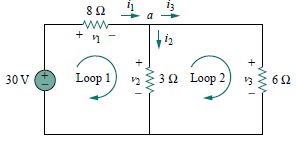 8 Ω i₁ a i₃
+ v₁ − i₂
30 V + − Loop 1 + v₂ − 3 Ω Loop 2 + v₃ − 6 Ω